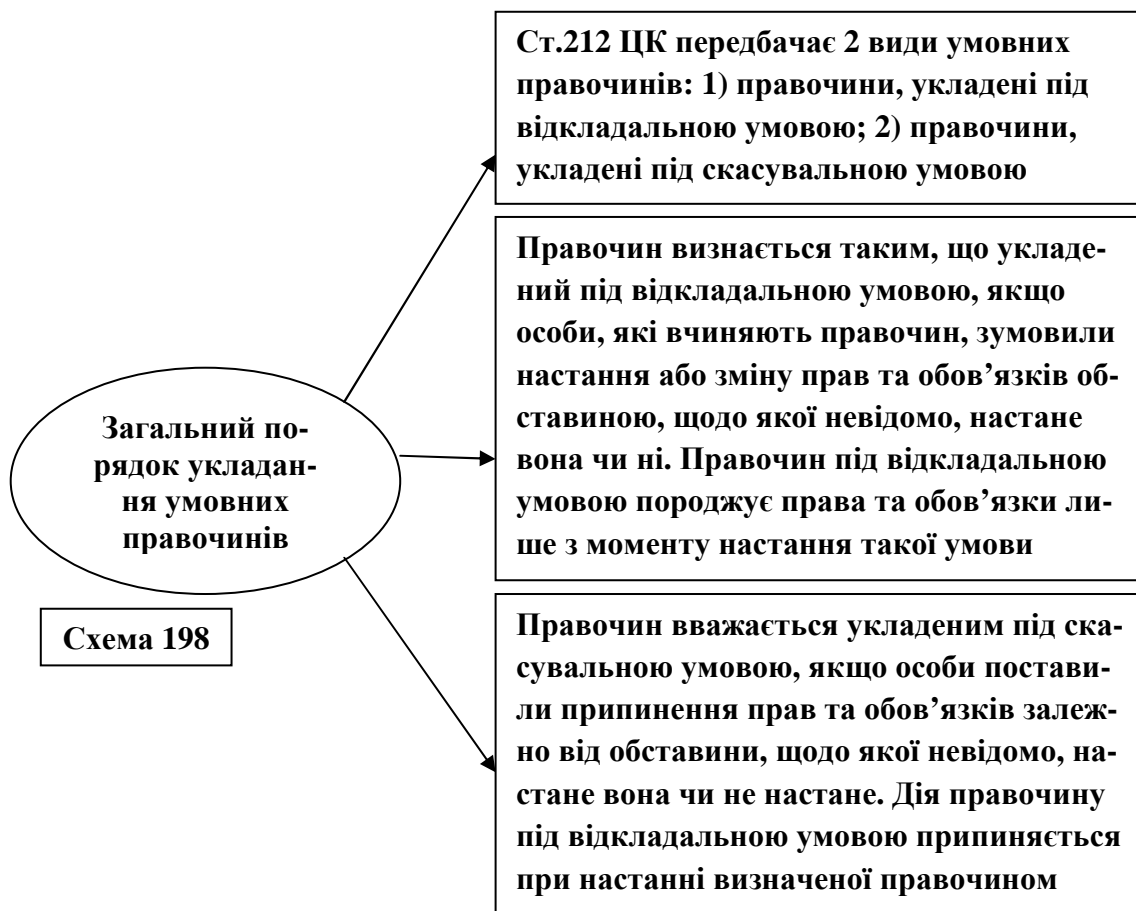 Ст.212 ЦК передбачає 2 види умовних
правочинів: 1) правочини, укладені під
відкладальною умовою; 2) правочини,
укладені під скасувальною умовою
Правочин визнається таким, що укладе-
ний під відкладальною умовою, якщо
особи, які вчиняють правочин, зумовили
настання або зміну прав та обов’язків об-
ставиною, щодо якої невідомо, настане
вона чи ні. Правочин під відкладальною
умовою породжує права та обов’язки ли-
ше з моменту настання такої умови
Загальний по-
рядок укладан-
ня умовних
правочинів
Схема 198
Правочин вважається укладеним під ска-
сувальною умовою, якщо особи постави-
ли припинення прав та обов’язків залеж-
но від обставини, щодо якої невідомо, на-
стане вона чи не настане. Дія правочину
під відкладальною умовою припиняється
при настанні визначеної правочином